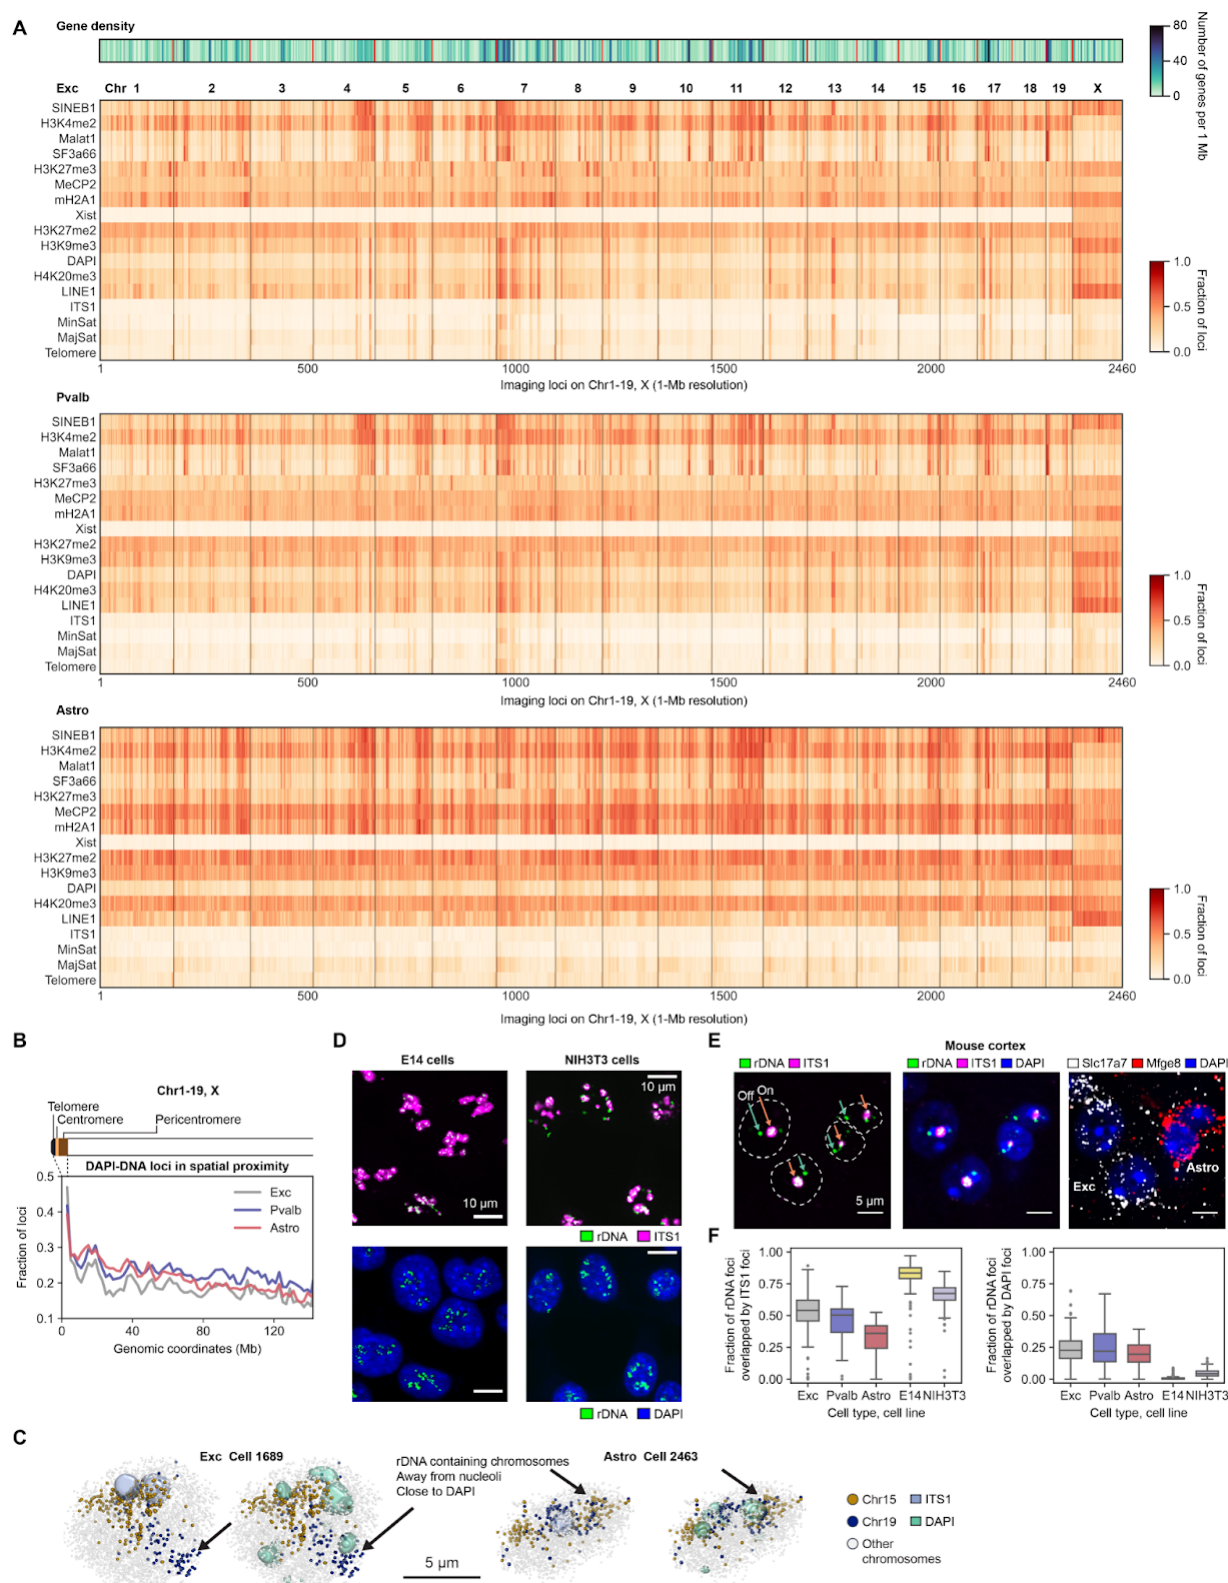 A
Gene density
80
40
0
Number of genes per 1 Mb
Exc Chr 1 2 3 4 5 6 7 8 9 10 11 12 13 14 15 16 17 18 19 X
SINEB1
H3K4me2
Malat1
SF3a66
H3K27me3
MeCP2
mH2A1
Xist
H3K27me2
H3K9me3
DAPI
H4K20me3
LINE1
ITS1
MinSat
MajSat
Telomere
1.0
0.5
0.0
Fraction of loci
1 500 1000 1500 2000 2460
Imaging loci on Chr1-19, X (1-Mb resolution)
Pvalb
SINEB1
H3K4me2
Malat1
SF3a66
H3K27me3
MeCP2
mH2A1
Xist
H3K27me2
H3K9me3
DAPI
H4K20me3
LINE1
ITS1
MinSat
MajSat
Telomere
1.0
0.5
0.0
Fraction of loci
1 500 1000 1500 2000 2460
Imaging loci on Chr1-19, X (1-Mb resolution)
Astro
SINEB1
H3K4me2
Malat1
SF3a66
H3K27me3
MeCP2
mH2A1
Xist
H3K27me2
H3K9me3
DAPI
H4K20me3
LINE1
ITS1
MinSat
MajSat
Telomere
1.0
0.5
0.0
Fraction of loci
1 500 1000 1500 2000 2460
Imaging loci on Chr1-19, X (1-Mb resolution)
B
Chr1-19, X
Telomere
Centromere
Pericentromere
DAPI-DNA loci in spatial proximity
0.5
0.4
0.3
0.2
0.1
Fraction of loci
Exc
Pvalb
Astro
0 40 80 120
Genomic coordinates (Mb)
D
E14 cells
NIH3T3 cells
10 µm
10 µm
rDNA ITS1
rDNA DAPI
E
Mouse cortex
rDNA ITS1
rDNA ITS1 DAPI
Slc17a7 Mfge8 DAPI
Off On
5 µm
Exc
Astro
F
1.00
0.75
0.50
0.25
0.00
Fraction of rDNA foci
overlapped by ITS1 foci
Exc Pvalb Astro E14 NIH3T3
Cell type, cell line
1.00
0.75
0.50
0.25
0.00
Fraction of rDNA foci
overlapped by DAPI foci
Exc Pvalb Astro E14 NIH3T3
Cell type, cell line
C
Exc Cell 1689
rDNA containing chromosomes
Away from nucleoli
Close to DAPI
Astro Cell 2463
5 µm
Chr15 ITS1
Chr19 DAPI
Other
chromosomes